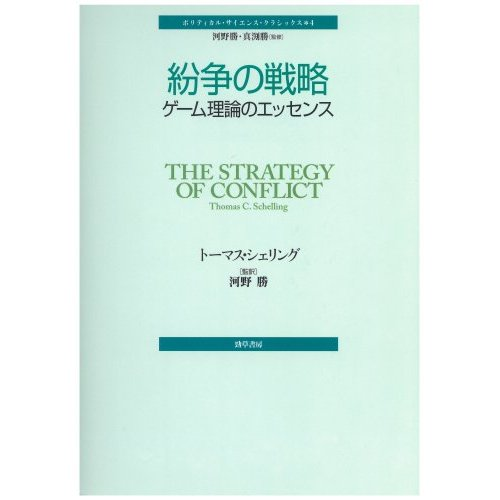 ポリティカル・サイエンス・クラシックス※4
河野勝・真渕勝[監修]
紛争の戦略
ゲーム理論のエッセンス
THE STRATEGY
OF CONFLICT
Thomas C. Schelling
トーマス・シェリング
[監訳]
河野 勝
勁草書房